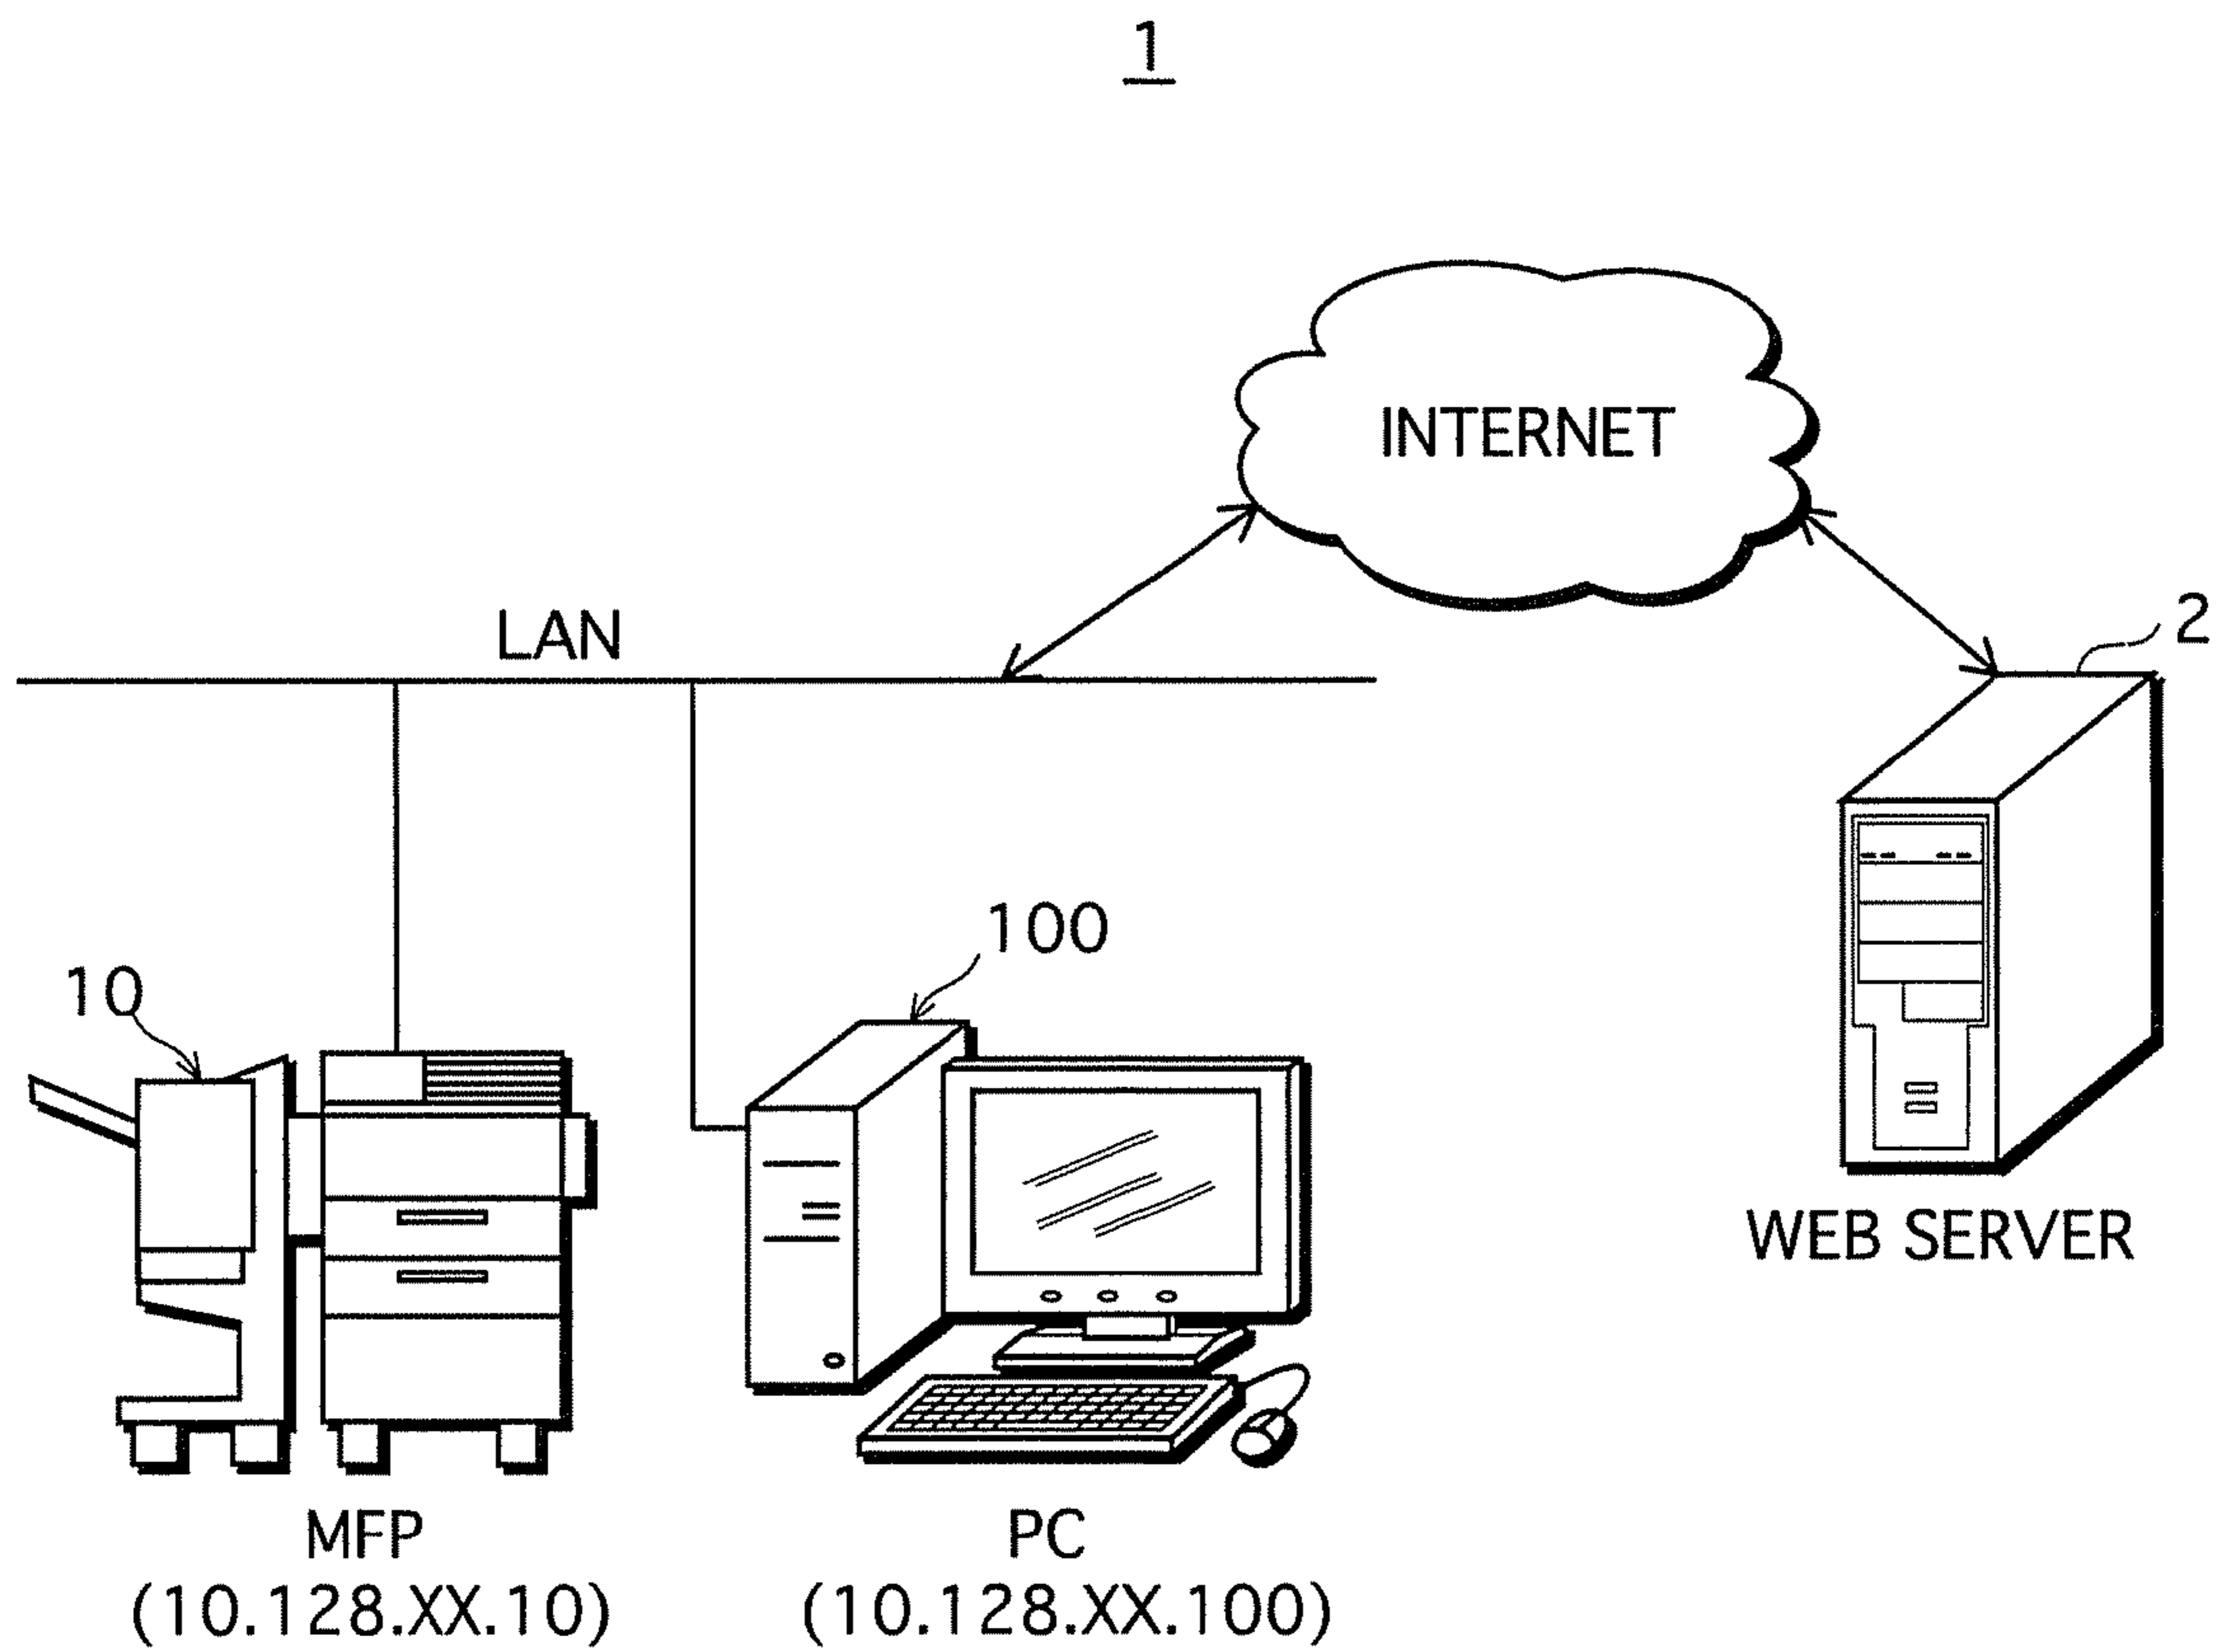 1
INTERNET
LAN
2
100
10
WEB SERVER
MFP
(10.128.XX.10)
PC
(10.128.XX.100)